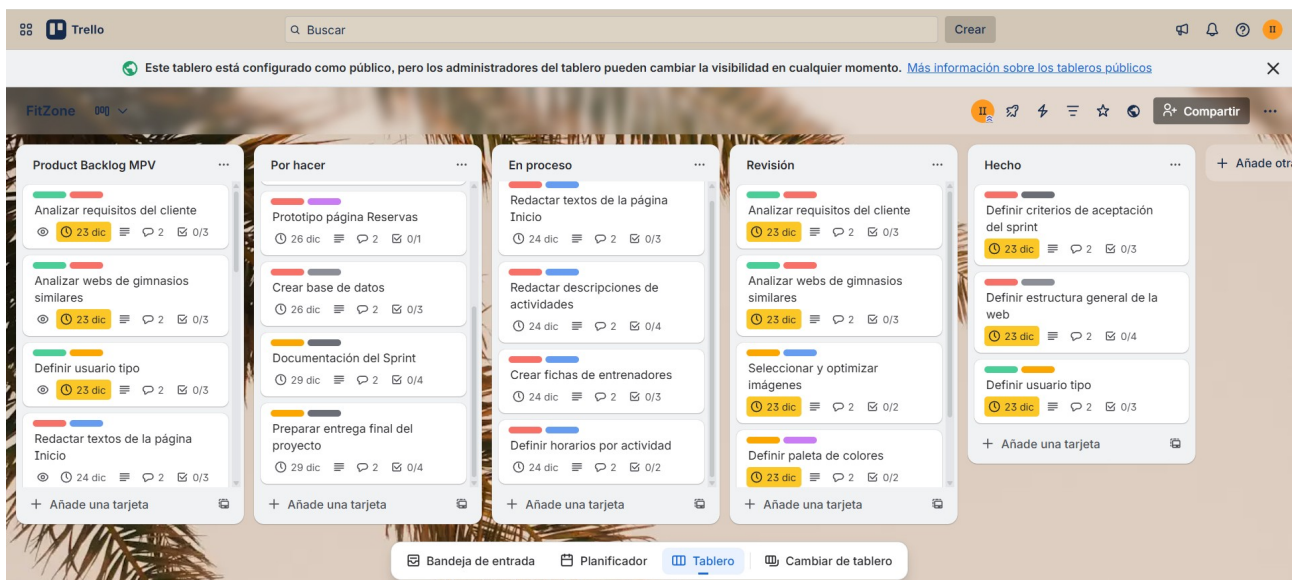 Trello
Buscar
Crear
II
Este tablero está configurado como público, pero los administradores del tablero pueden cambiar la visibilidad en cualquier momento. Más información sobre los tableros públicos
FitZone
II
Compartir
Product Backlog MPV
Analizar requisitos del cliente
23 dic 2 0/3
Analizar webs de gimnasios
similares
23 dic 2 0/3
Definir usuario tipo
23 dic 2 0/3
Redactar textos de la página
Inicio
24 dic 2 0/3
+ Añade una tarjeta
Por hacer
Prototipo página Reservas
26 dic 2 0/1
Crear base de datos
26 dic 2 0/3
Documentación del Sprint
29 dic 2 0/4
Preparar entrega final del
proyecto
29 dic 2 0/4
+ Añade una tarjeta
En proceso
Redactar textos de la página
Inicio
24 dic 2 0/3
Redactar descripciones de
actividades
24 dic 2 0/4
Crear fichas de entrenadores
24 dic 2 0/3
Definir horarios por actividad
24 dic 2 0/2
+ Añade una tarjeta
Revisión
Analizar requisitos del cliente
23 dic 2 0/3
Analizar webs de gimnasios
similares
23 dic 2 0/3
Seleccionar y optimizar
imágenes
23 dic 2 0/2
Definir paleta de colores
23 dic 2 0/2
+ Añade una tarjeta
Hecho
Definir criterios de aceptación
del sprint
23 dic 2 0/3
Definir estructura general de la
web
23 dic 2 0/4
Definir usuario tipo
23 dic 2 0/3
+ Añade una tarjeta
+ Añade otra
Bandeja de entrada
Planificador
Tablero
Cambiar de tablero